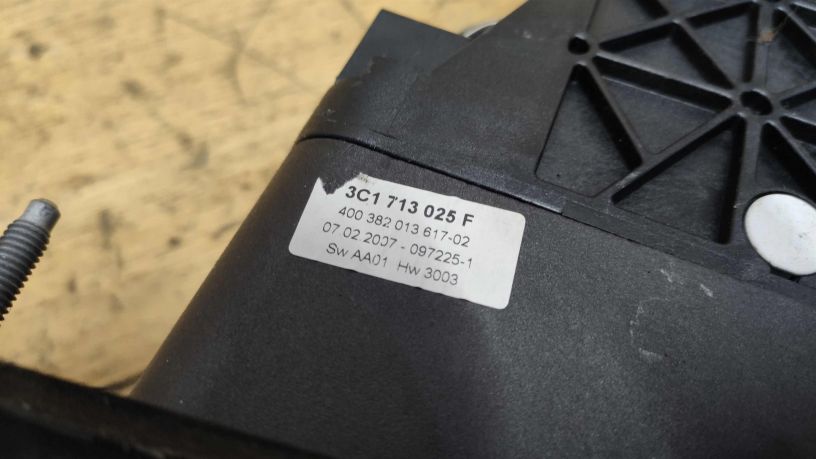 3C1 713 025 F
400 382 013 617-02
07 02 2007 - 097225-1
Sw AA01 Hw 3003